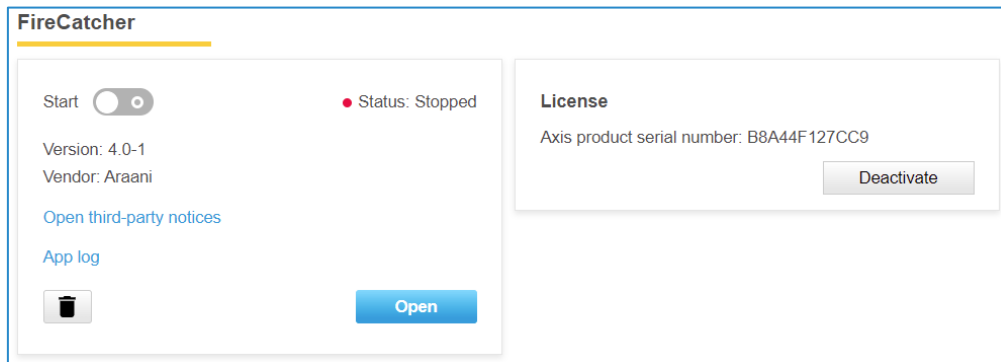 FireCatcher
Start
Status: Stopped
Version: 4.0-1
Vendor: Araani
Open third-party notices
App log
Open
License
Axis product serial number: B8A44F127CC9
Deactivate